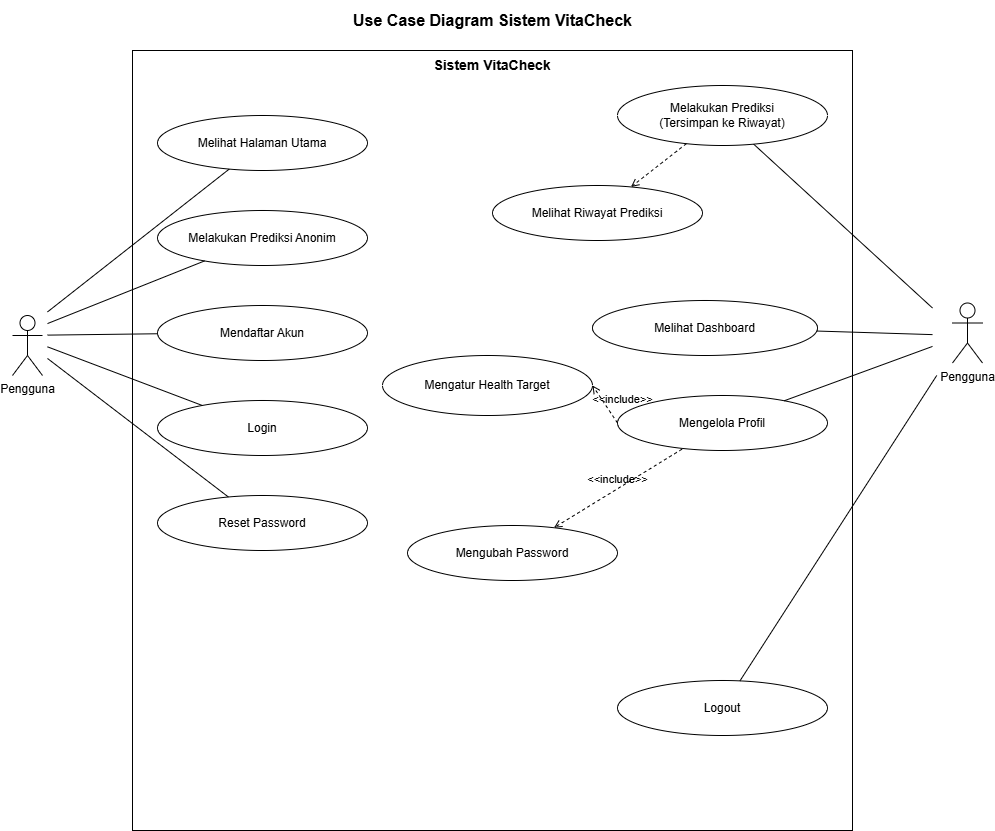 Use Case Diagram Sistem VitaCheck
Sistem VitaCheck
Melakukan Prediksi
(Tersimpan ke Riwayat)
Melihat Halaman Utama
Melihat Riwayat Prediksi
Melakukan Prediksi Anonim
Mendaftar Akun
Melihat Dashboard
Pengguna
Pengguna
Mengatur Health Target
<<include>>
Mengelola Profil
Login
<<include>>
Reset Password
Mengubah Password
Logout